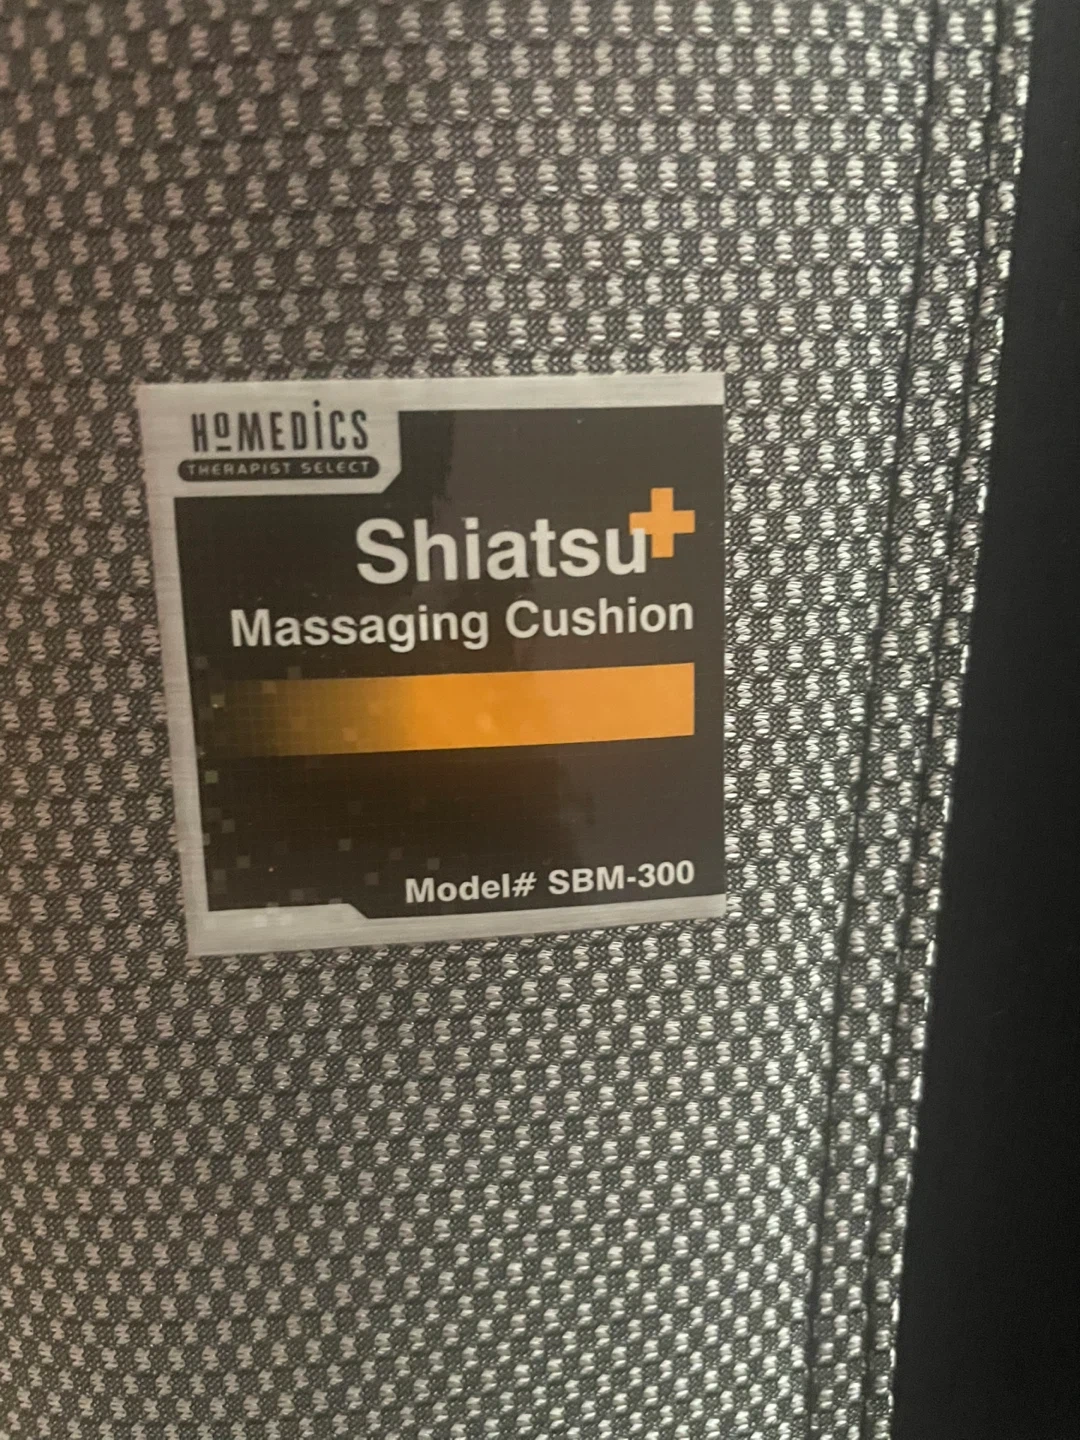 HoMEDiCS
THERAPIST SELECT
Shiatsu+
Massaging Cushion
Model# SBM-300